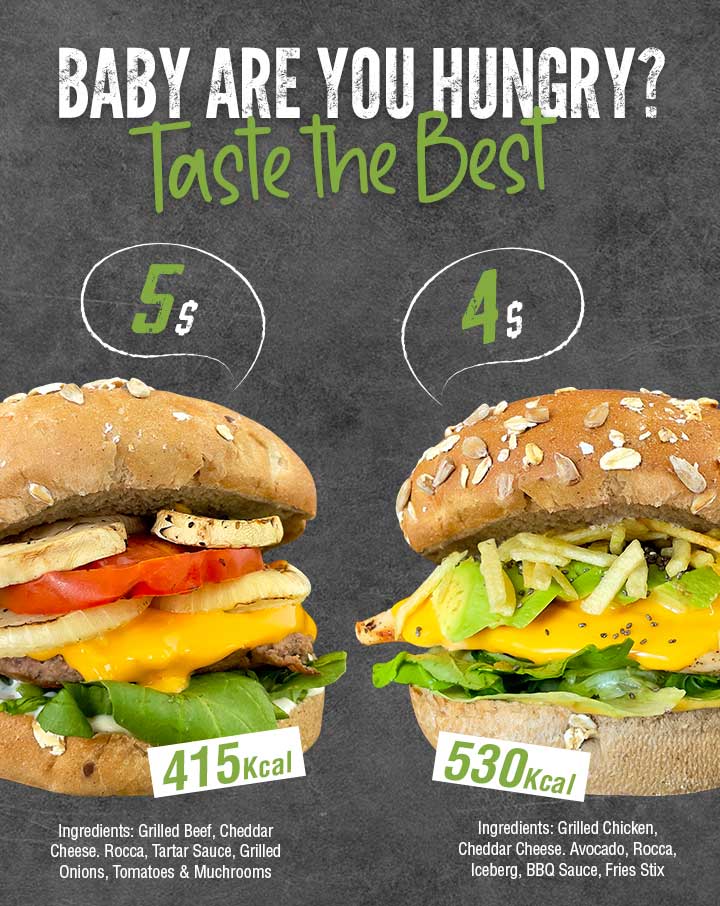 BABY ARE YOU HUNGRY?
Taste the Best
5$
4$
415Kcal
530Kcal
Ingredients: Grilled Beef, Cheddar
Cheese. Rocca, Tartar Sauce, Grilled
Onions, Tomatoes & Muchrooms
Ingredients: Grilled Chicken,
Cheddar Cheese. Avocado, Rocca,
Iceberg, BBQ Sauce, Fries Stix